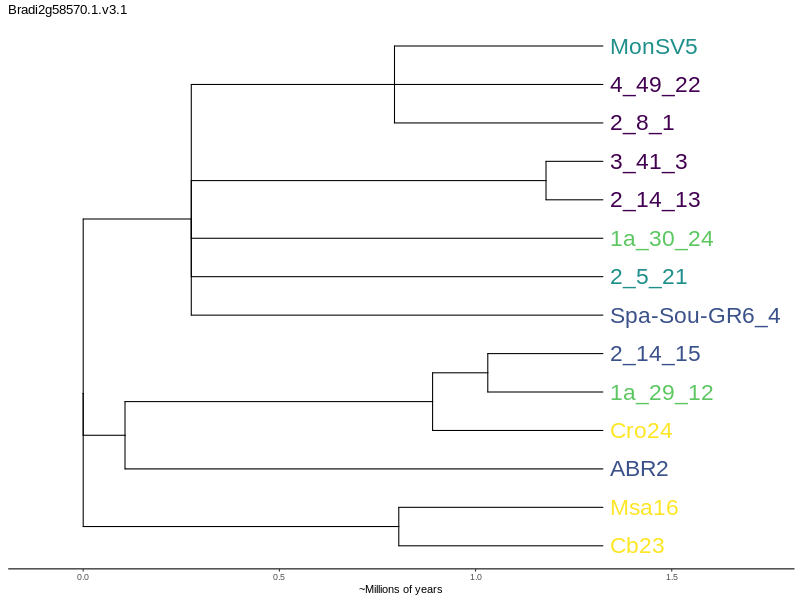 Bradi2g58570.1.v3.1
MonSV5
4_49_22
2_8_1
3_41_3
2_14_13
1a_30_24
2_5_21
Spa-Sou-GR6_4
2_14_15
1a_29_12
Cro24
ABR2
Msa16
Cb23
0.0 0.5 1.0 1.5
~Millions of years